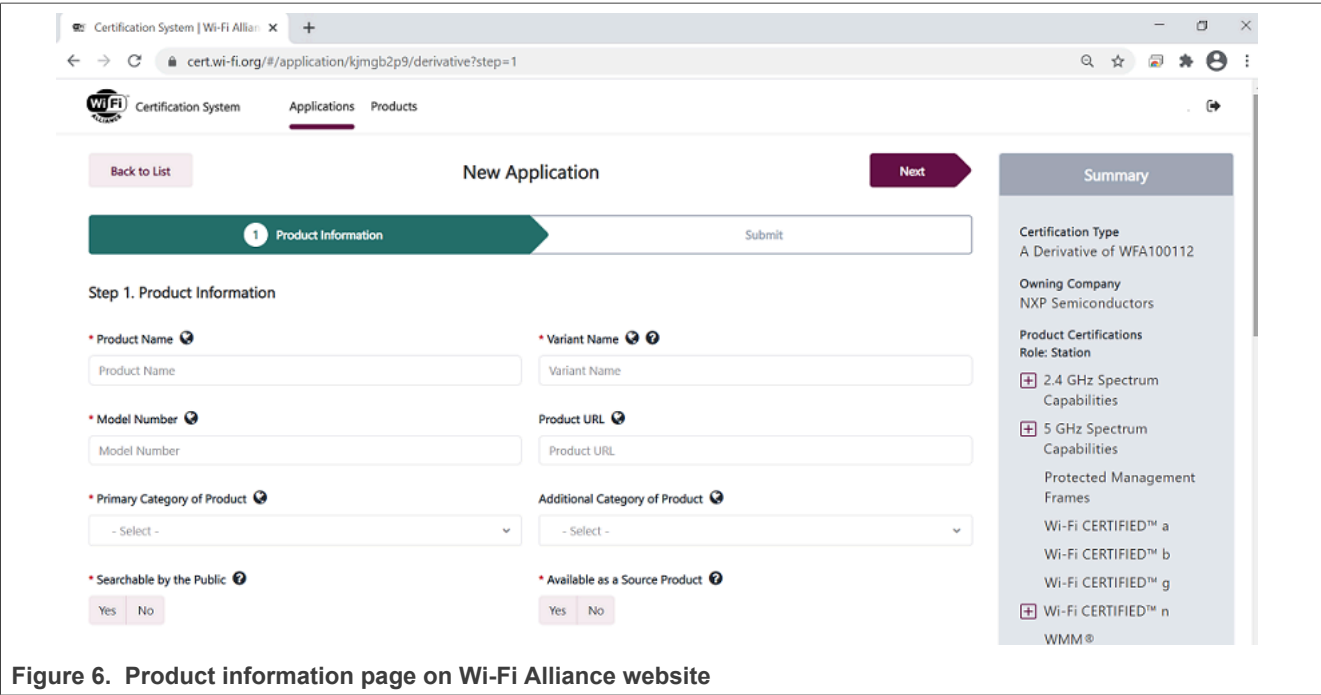 Certification System | Wi-Fi Allian
cert.wi-fi.org/#/application/kjmgb2p9/derivative?step=1
Wi Fi ALLIANCE Certification System Applications Products
Back to List New Application Next
1 Product Information Submit
Step 1. Product Information
* Product Name * Variant Name
Product Name Variant Name
* Model Number Product URL
Model Number Product URL
* Primary Category of Product Additional Category of Product
- Select - - Select -
* Searchable by the Public * Available as a Source Product
Yes No Yes No
Summary
Certification Type
A Derivative of WFA100112
Owning Company
NXP Semiconductors
Product Certifications
Role: Station
2.4 GHz Spectrum
Capabilities
5 GHz Spectrum
Capabilities
Protected Management
Frames
Wi-Fi CERTIFIED™ a
Wi-Fi CERTIFIED™ b
Wi-Fi CERTIFIED™ g
Wi-Fi CERTIFIED™ n
WMM®
Figure 6. Product information page on Wi-Fi Alliance website